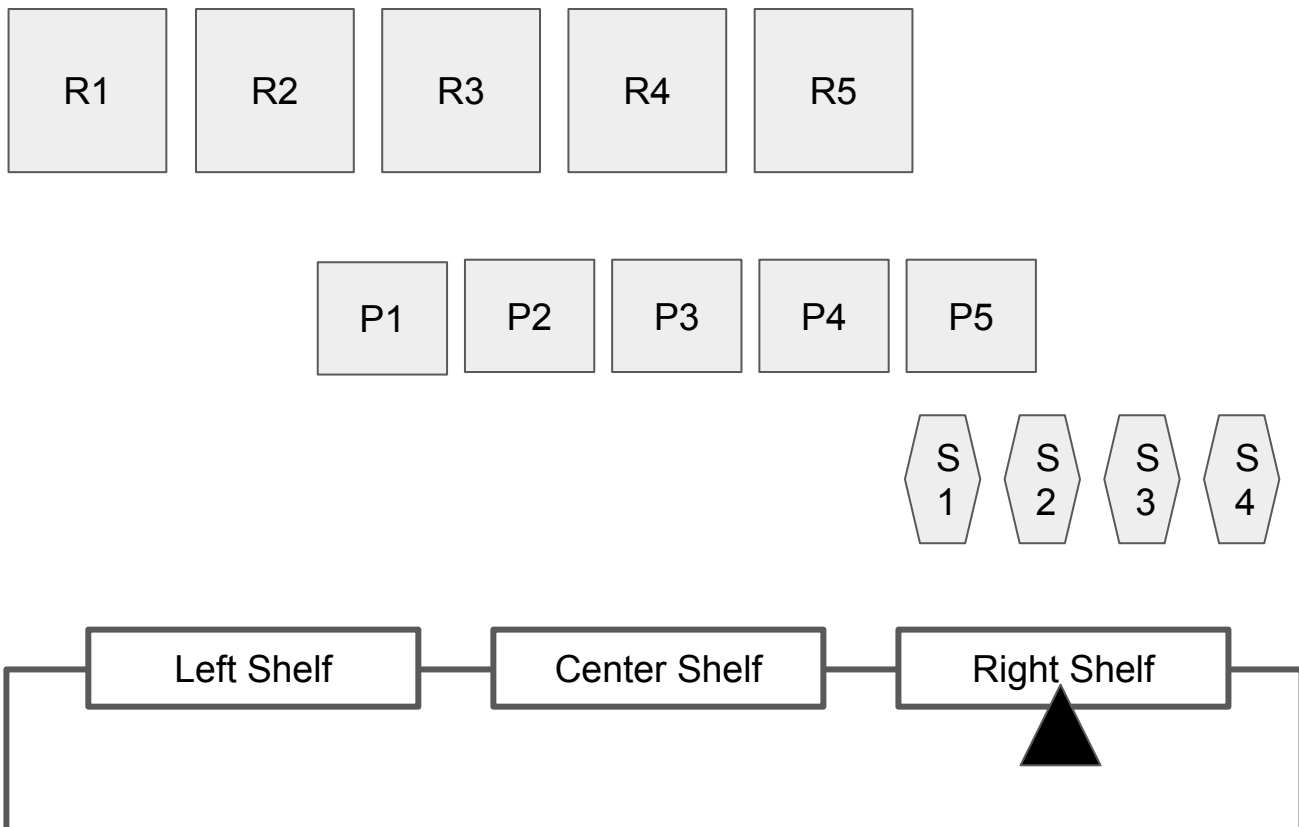 R1 R2 R3 R4 R5
P1 P2 P3 P4 P5
S S S S
1 2 3 4
Left Shelf Center Shelf Right Shelf